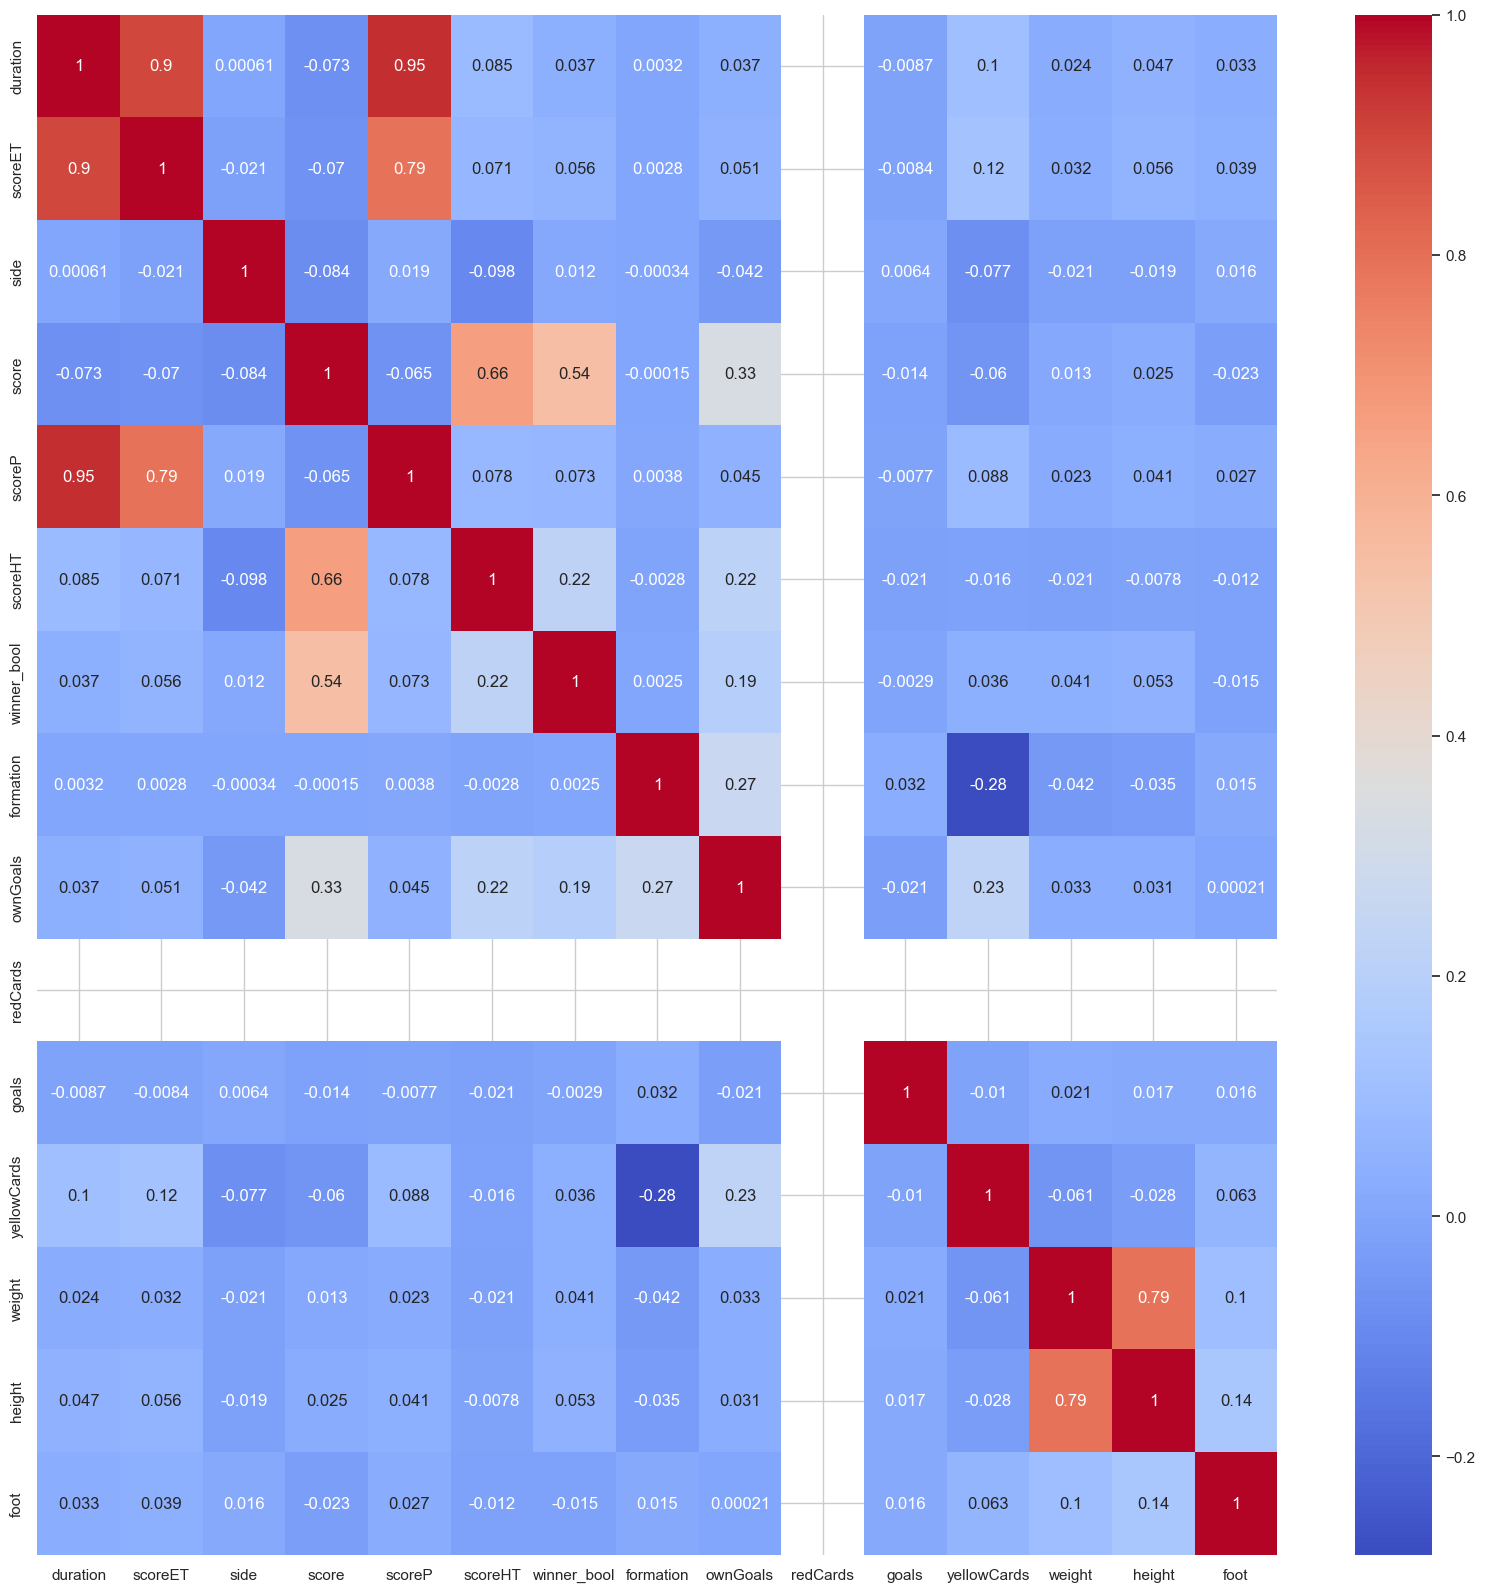 duration 1 0.9 0.00061 -0.073 0.95 0.085 0.037 0.0032 0.037 -0.0087 0.1 0.024 0.047 0.033
scoreET 0.9 1 -0.021 -0.07 0.79 0.071 0.056 0.0028 0.051 -0.0084 0.12 0.032 0.056 0.039
side 0.00061 -0.021 1 -0.084 0.019 -0.098 0.012 -0.00034 -0.042 0.0064 -0.077 -0.021 -0.019 0.016
score -0.073 -0.07 -0.084 1 -0.065 0.66 0.54 -0.00015 0.33 -0.014 -0.06 0.013 0.025 -0.023
scoreP 0.95 0.79 0.019 -0.065 1 0.078 0.073 0.0038 0.045 -0.0077 0.088 0.023 0.041 0.027
scoreHT 0.085 0.071 -0.098 0.66 0.078 1 0.22 -0.0028 0.22 -0.021 -0.016 -0.021 -0.0078 -0.012
winner_bool 0.037 0.056 0.012 0.54 0.073 0.22 1 0.0025 0.19 -0.0029 0.036 0.041 0.053 -0.015
formation 0.0032 0.0028 -0.00034 -0.00015 0.0038 -0.0028 0.0025 1 0.27 0.032 -0.28 -0.042 -0.035 0.015
ownGoals 0.037 0.051 -0.042 0.33 0.045 0.22 0.19 0.27 1 -0.021 0.23 0.033 0.031 0.00021
redCards
goals -0.0087 -0.0084 0.0064 -0.014 -0.0077 -0.021 -0.0029 0.032 -0.021 1 -0.01 0.021 0.017 0.016
yellowCards 0.1 0.12 -0.077 -0.06 0.088 -0.016 0.036 -0.28 0.23 -0.01 1 -0.061 -0.028 0.063
weight 0.024 0.032 -0.021 0.013 0.023 -0.021 0.041 -0.042 0.033 0.021 -0.061 1 0.79 0.1
height 0.047 0.056 -0.019 0.025 0.041 -0.0078 0.053 -0.035 0.031 0.017 -0.028 0.79 1 0.14
foot 0.033 0.039 0.016 -0.023 0.027 -0.012 -0.015 0.015 0.00021 0.016 0.063 0.1 0.14 1
duration scoreET side score scoreP scoreHT winner_bool formation ownGoals redCards goals yellowCards weight height foot
1.0
0.8
0.6
0.4
0.2
0.0
−0.2